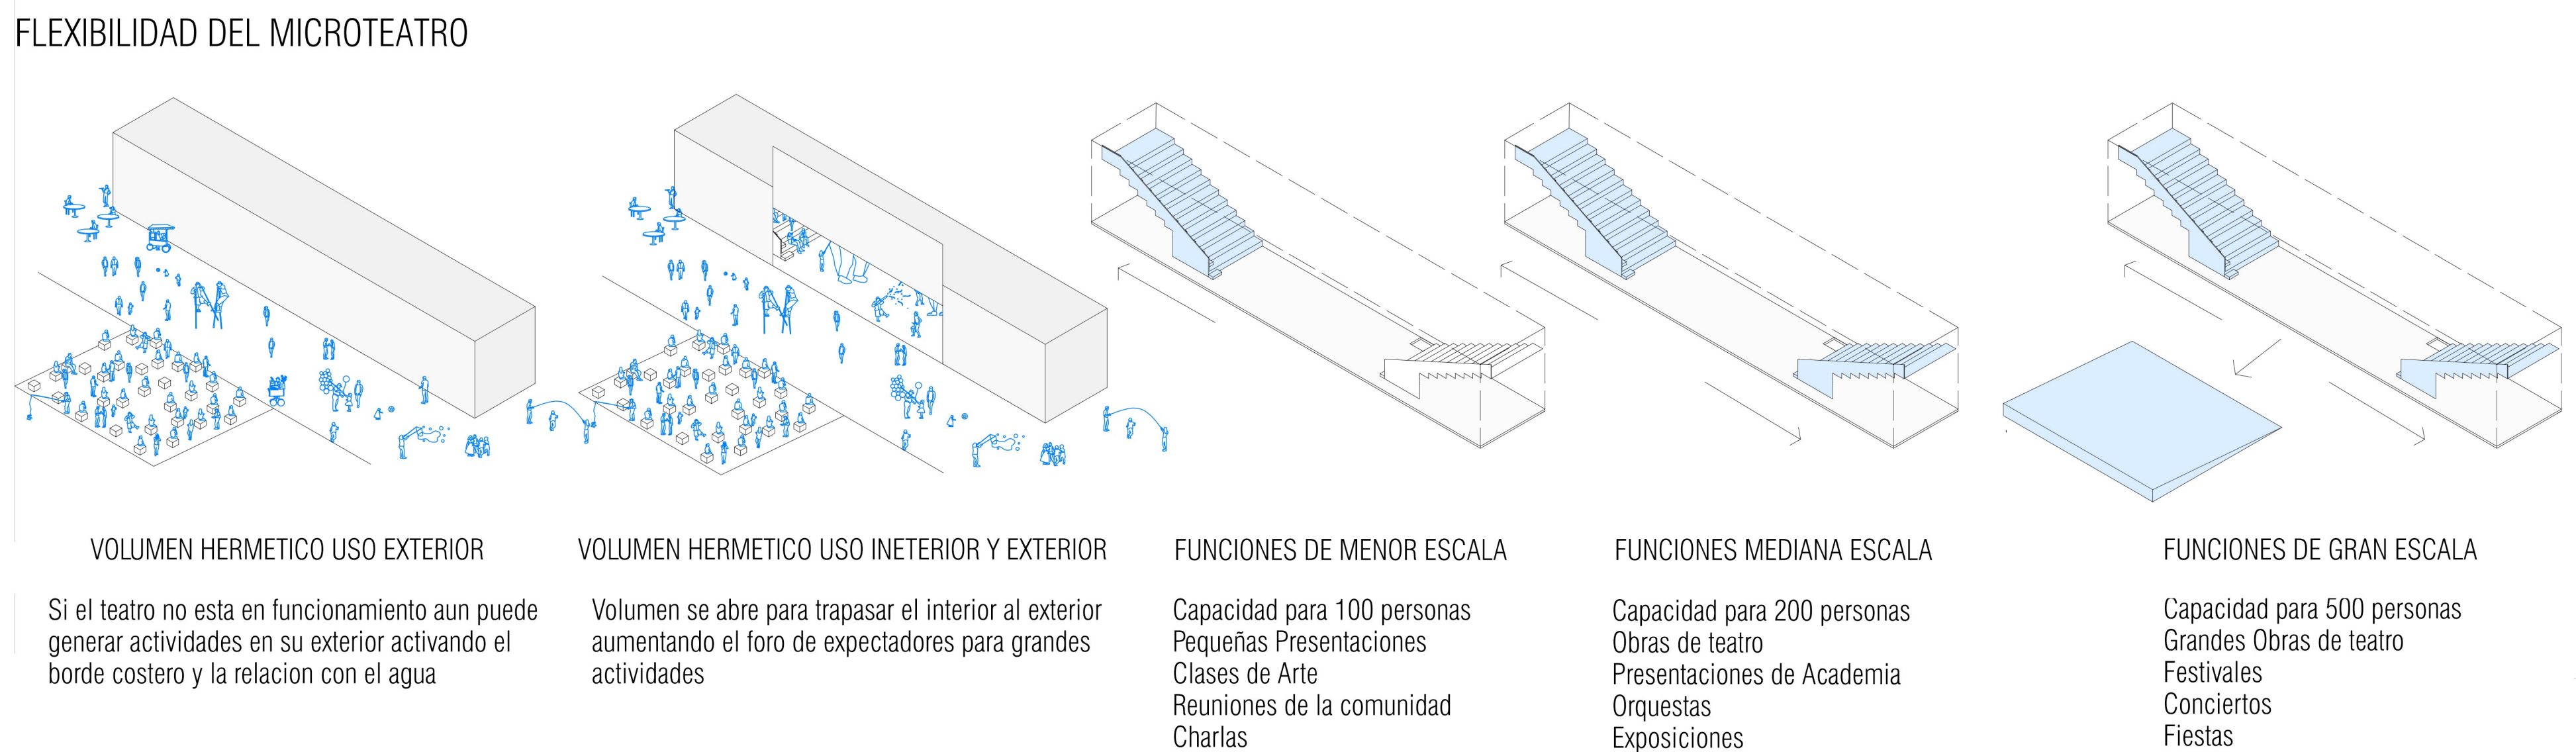 FLEXIBILIDAD DEL MICROTEATRO
VOLUMEN HERMETICO USO EXTERIOR
Si el teatro no esta en funcionamiento aun puede
generar actividades en su exterior activando el
borde costero y la relacion con el agua
VOLUMEN HERMETICO USO INETERIOR Y EXTERIOR
Volumen se abre para trapasar el interior al exterior
aumentando el foro de expectadores para grandes
actividades
FUNCIONES DE MENOR ESCALA
Capacidad para 100 personas
Pequeñas Presentaciones
Clases de Arte
Reuniones de la comunidad
Charlas
FUNCIONES MEDIANA ESCALA
Capacidad para 200 personas
Obras de teatro
Presentaciones de Academia
Orquestas
Exposiciones
FUNCIONES DE GRAN ESCALA
Capacidad para 500 personas
Grandes Obras de teatro
Festivales
Conciertos
Fiestas